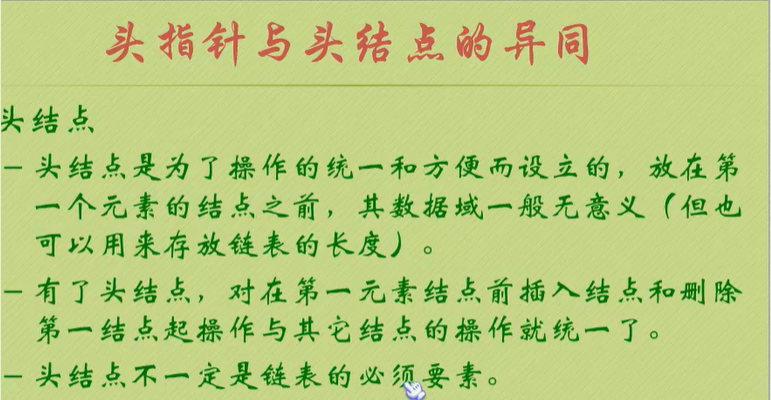 头指针与头结点的异同
头结点
– 头结点是为了操作的统一和方便而设立的，放在第
一个元素的结点之前，其数据域一般无意义（但也
可以用来存放链表的长度）。
– 有了头结点，对在第一元素结点前插入结点和删除
第一结点起操作与其它结点的操作就统一了。
– 头结点不一定是链表的必须要素。